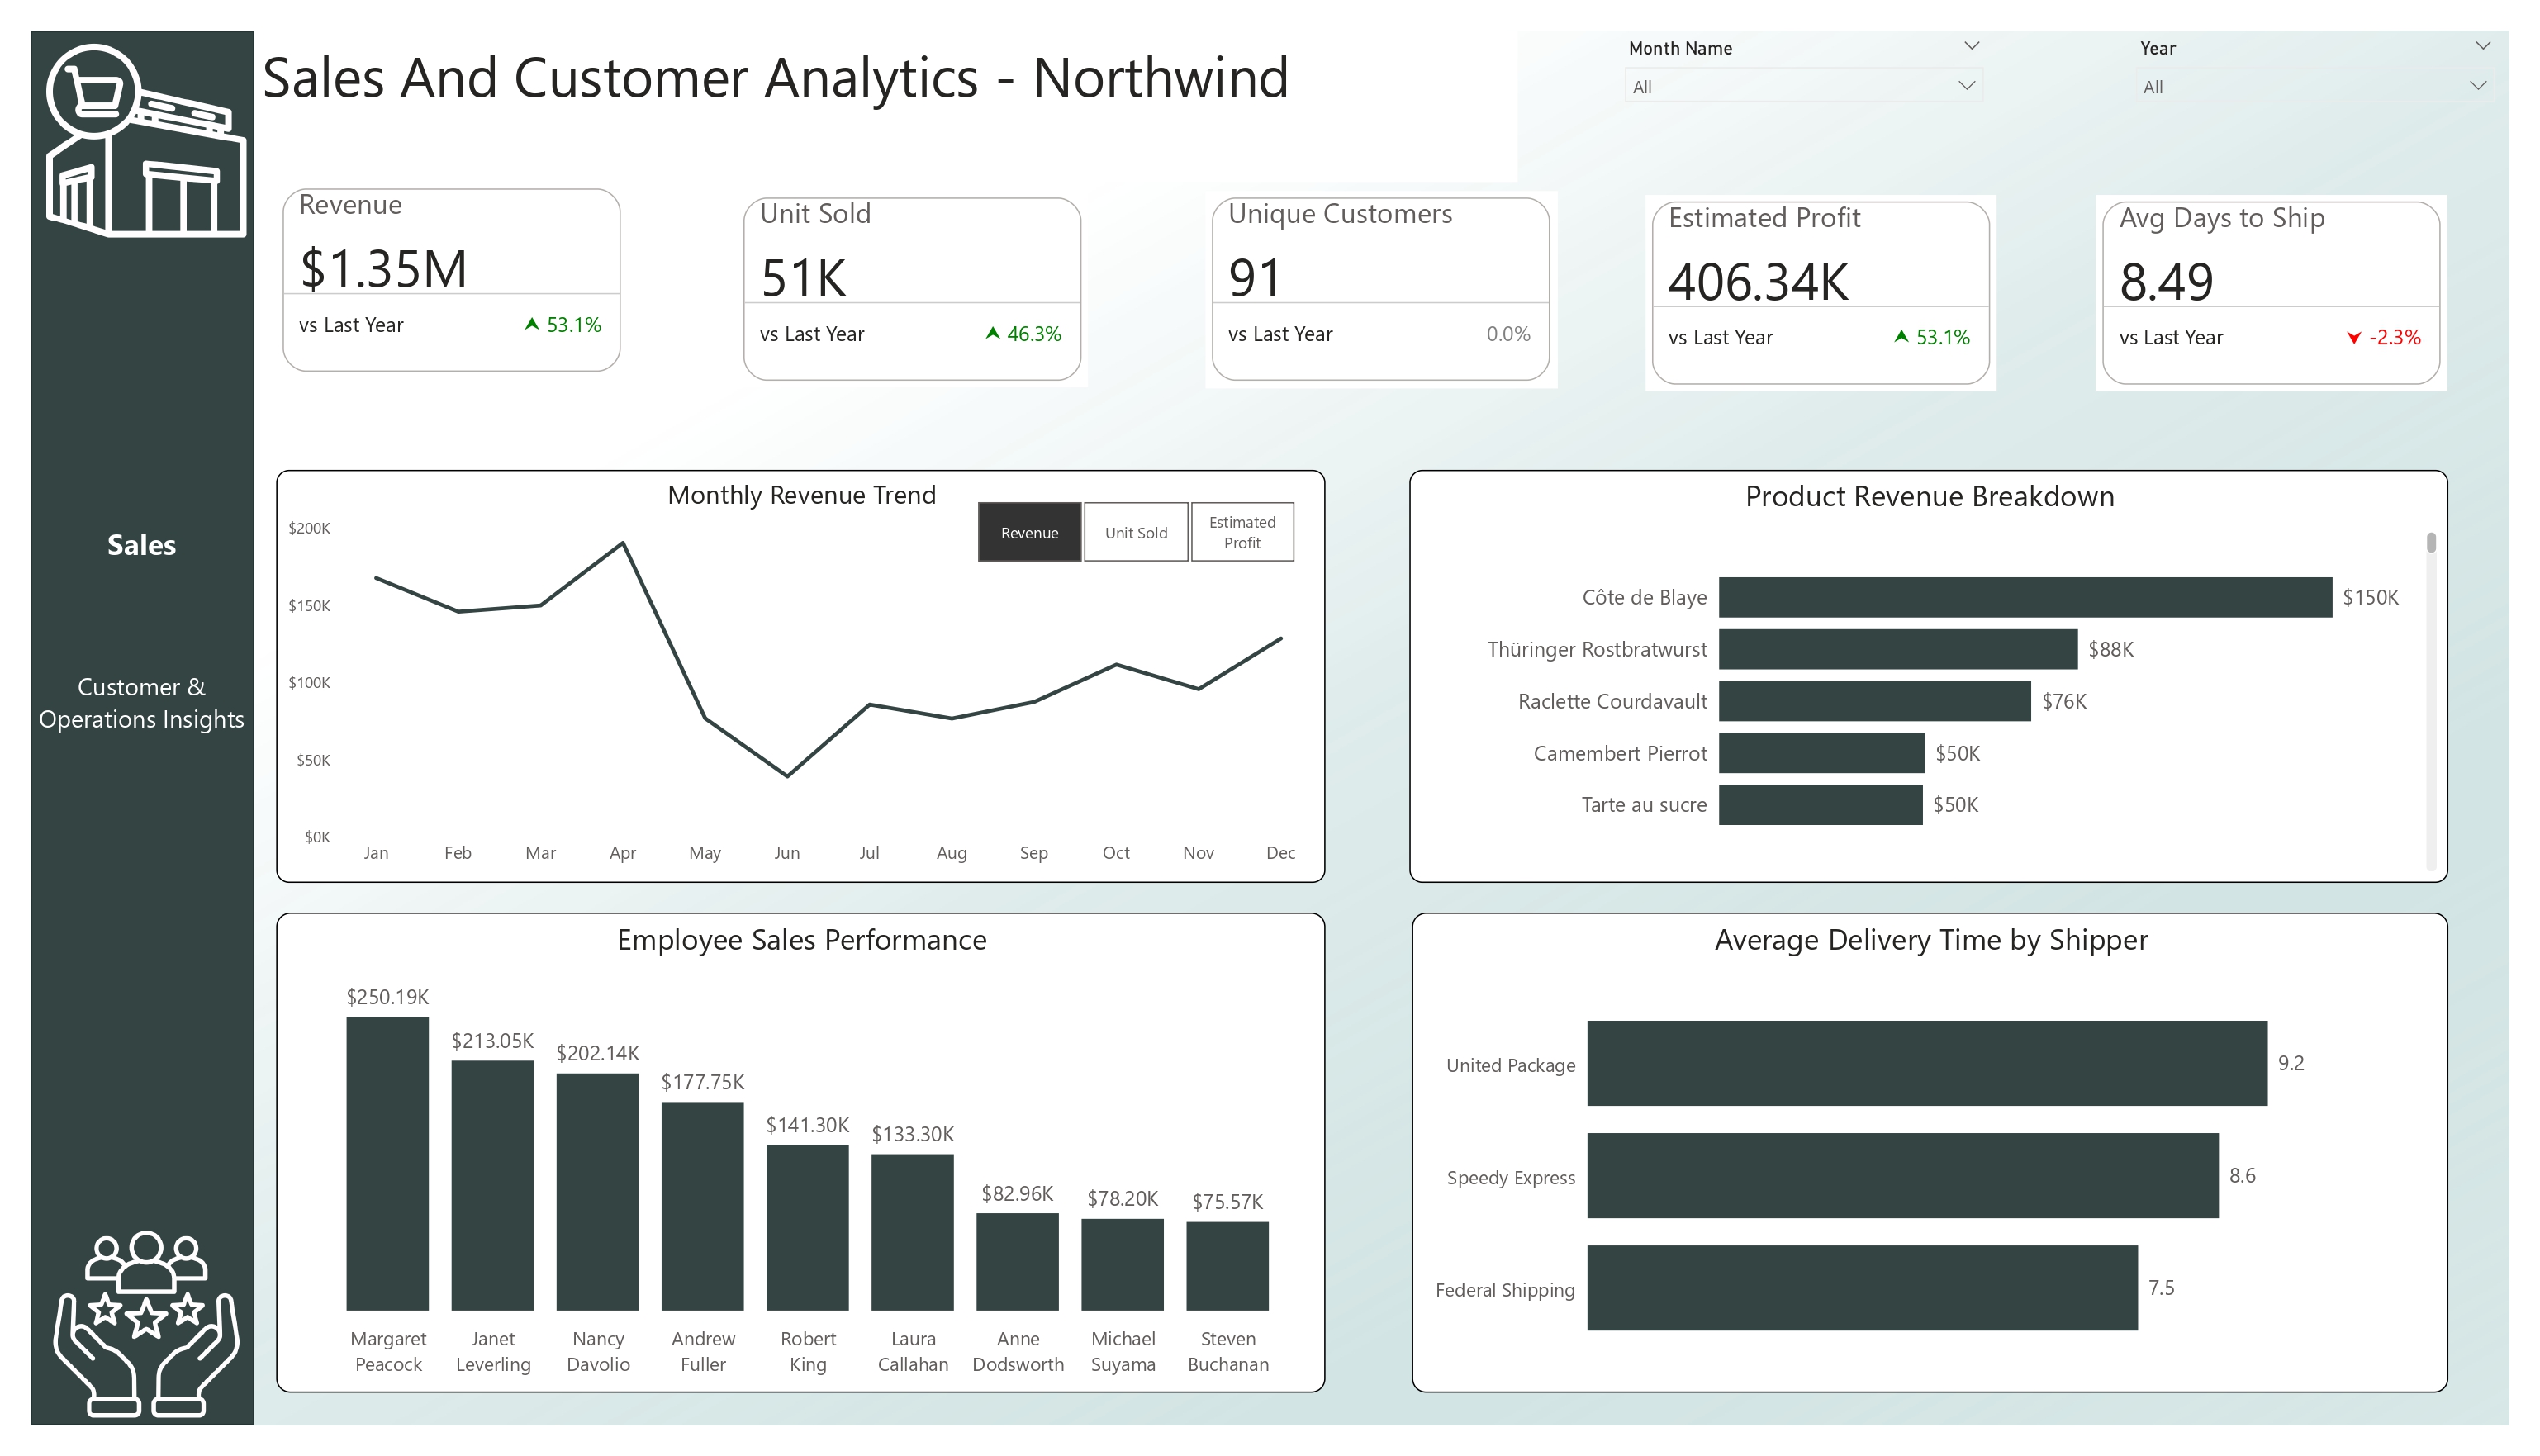 Sales And Customer Analytics - Northwind
Month Name
All
Year
All
Revenue
$1.35M
vs Last Year
53.1%
Unit Sold
51K
vs Last Year
46.3%
Unique Customers
91
vs Last Year
0.0%
Estimated Profit
406.34K
vs Last Year
53.1%
Avg Days to Ship
8.49
vs Last Year
-2.3%
Sales
Customer &
Operations Insights
Monthly Revenue Trend
Revenue
Unit Sold
Estimated
Profit
$200K
$150K
$100K
$50K
$0K
Jan Feb Mar Apr May Jun Jul Aug Sep Oct Nov Dec
Product Revenue Breakdown
Côte de Blaye $150K
Thüringer Rostbratwurst $88K
Raclette Courdavault $76K
Camembert Pierrot $50K
Tarte au sucre $50K
Employee Sales Performance
$250.19K
$213.05K
$202.14K
$177.75K
$141.30K
$133.30K
$82.96K
$78.20K
$75.57K
Margaret
Peacock
Janet
Leverling
Nancy
Davolio
Andrew
Fuller
Robert
King
Laura
Callahan
Anne
Dodsworth
Michael
Suyama
Steven
Buchanan
Average Delivery Time by Shipper
United Package 9.2
Speedy Express 8.6
Federal Shipping 7.5